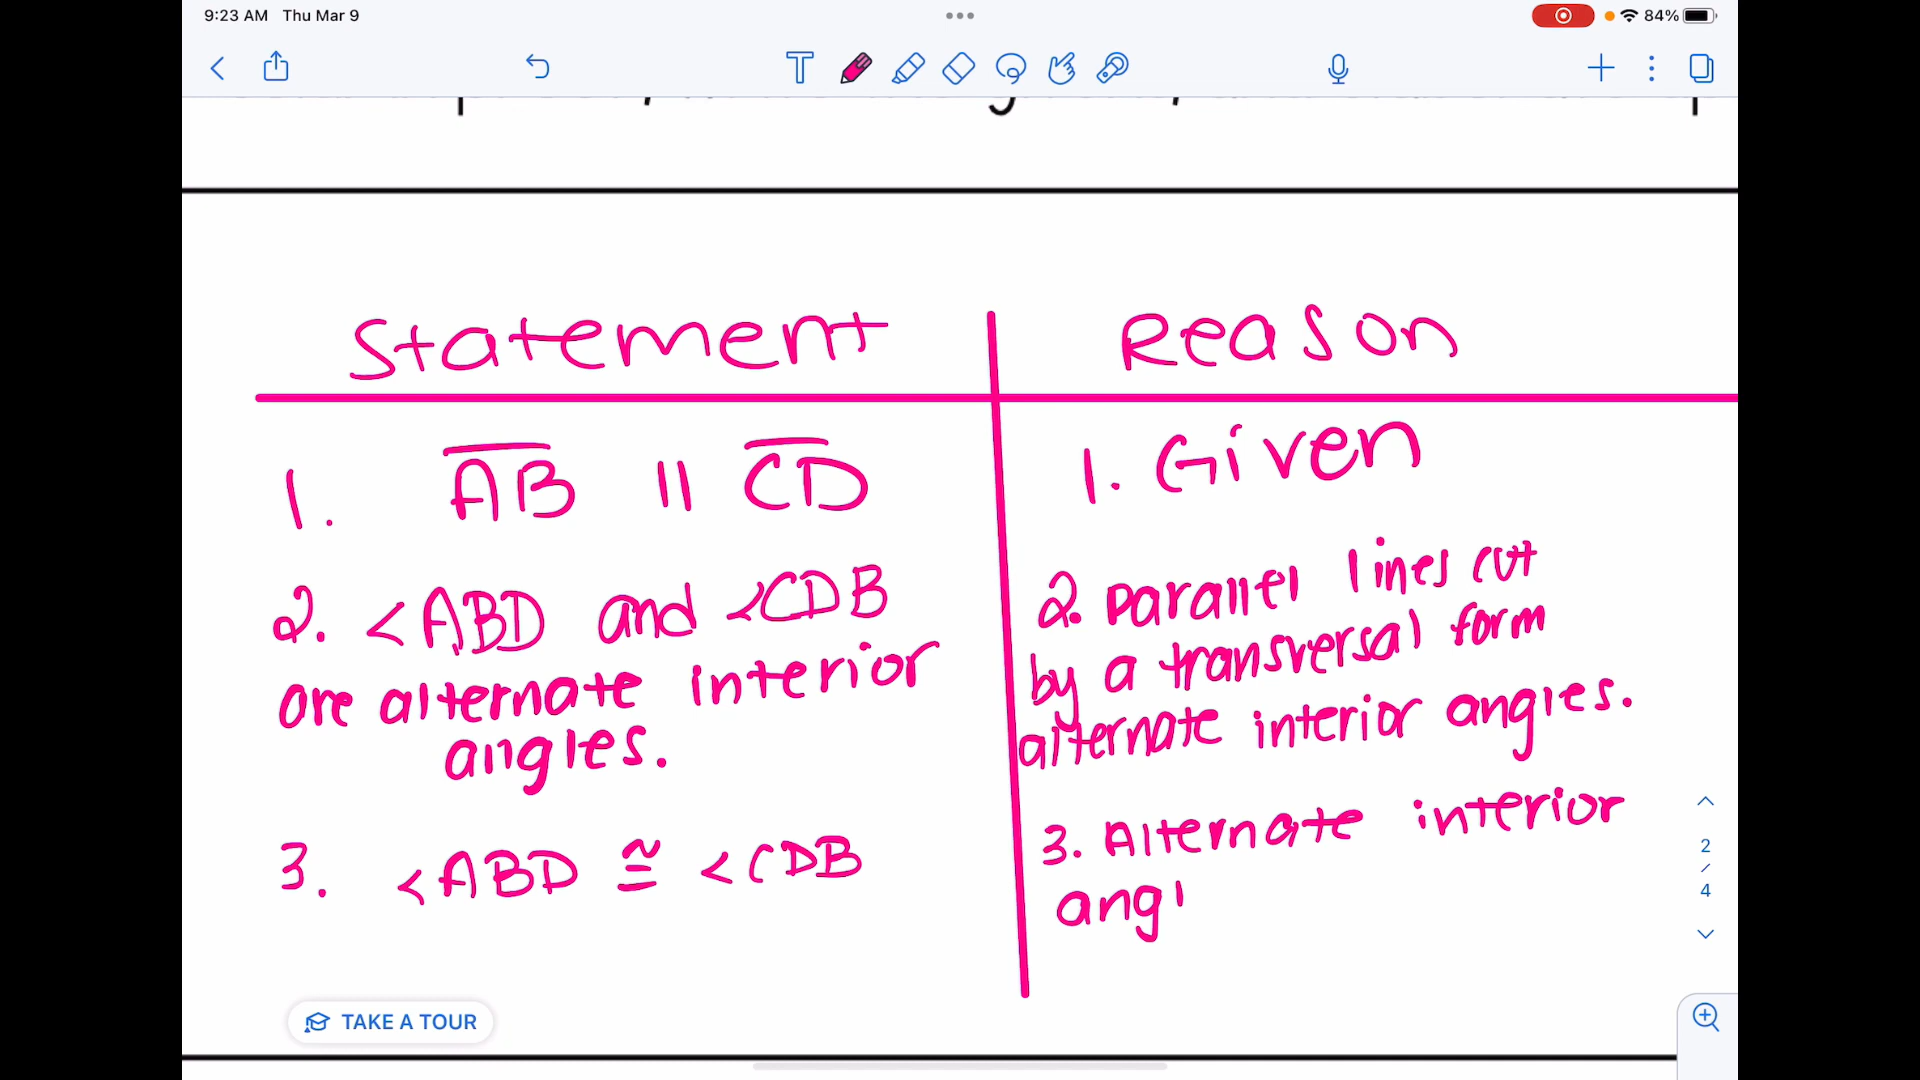 9:23 AM Thu Mar 9
84%
Statement Reason
1. AB || CD
1. Given
2. <ABD and <CDB
are alternate interior
angles.
2. Parallel lines cut
by a transversal form
alternate interior angles.
3. <ABD ≅ <CDB
3. Alternate interior
angl
2
/
4
TAKE A TOUR